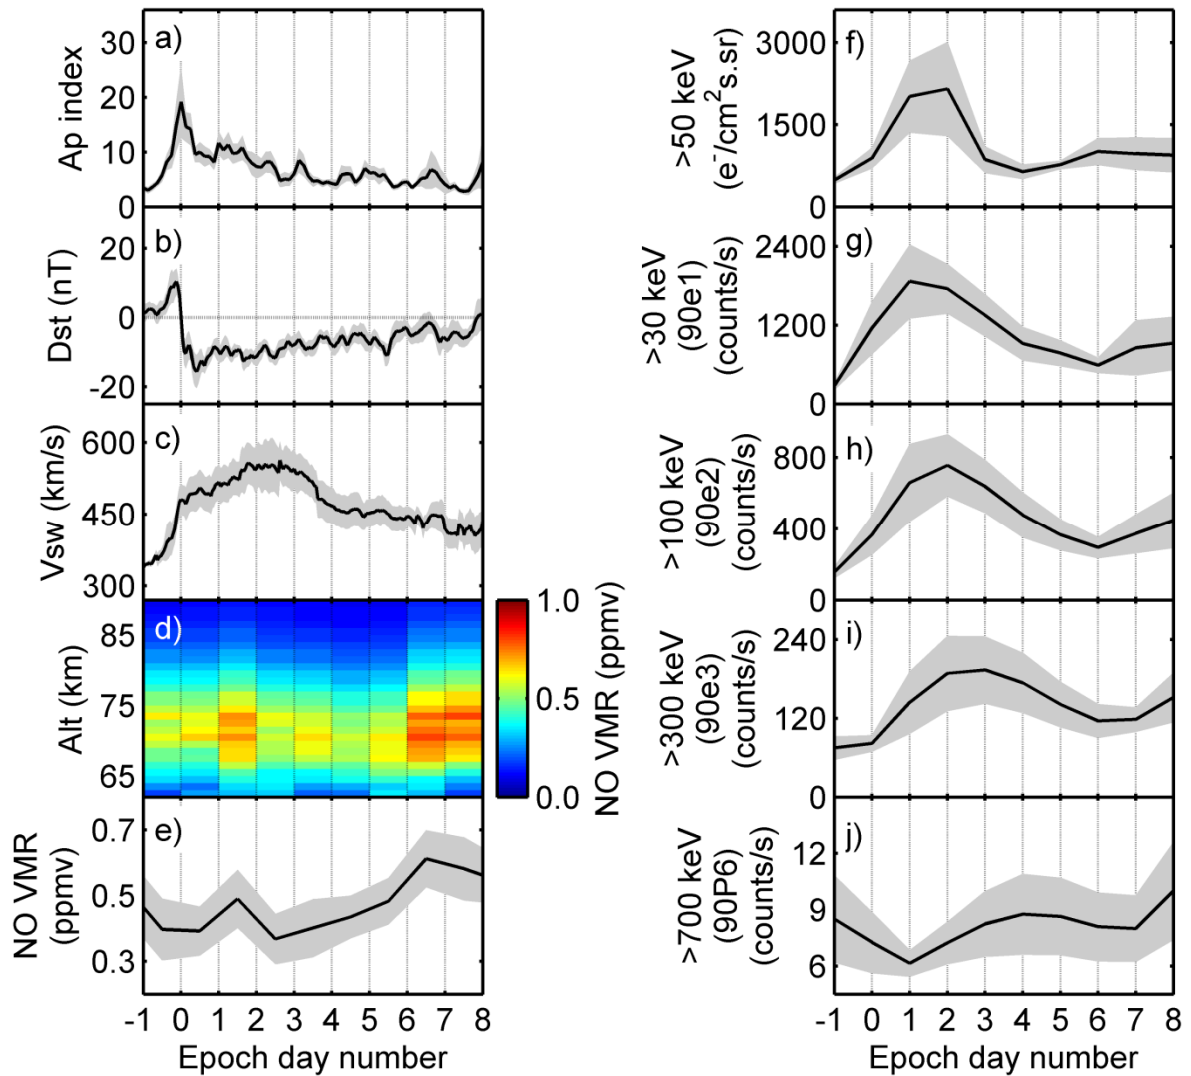 a)
Ap index
30
20
10
0
b)
Dst (nT)
20
0
-20
c)
Vsw (km/s)
600
450
300
d)
Alt (km)
85
75
65
1.0
0.5
0.0
NO VMR (ppmv)
e)
NO VMR
(ppmv)
0.7
0.5
0.3
-1 0 1 2 3 4 5 6 7 8
Epoch day number
f)
>50 keV
(e⁻/cm²s.sr)
3000
1500
0
g)
>30 keV
(90e1)
(counts/s)
2400
1200
0
h)
>100 keV
(90e2)
(counts/s)
800
400
0
i)
>300 keV
(90e3)
(counts/s)
240
120
0
j)
>700 keV
(90P6)
(counts/s)
12
9
6
-1 0 1 2 3 4 5 6 7 8
Epoch day number